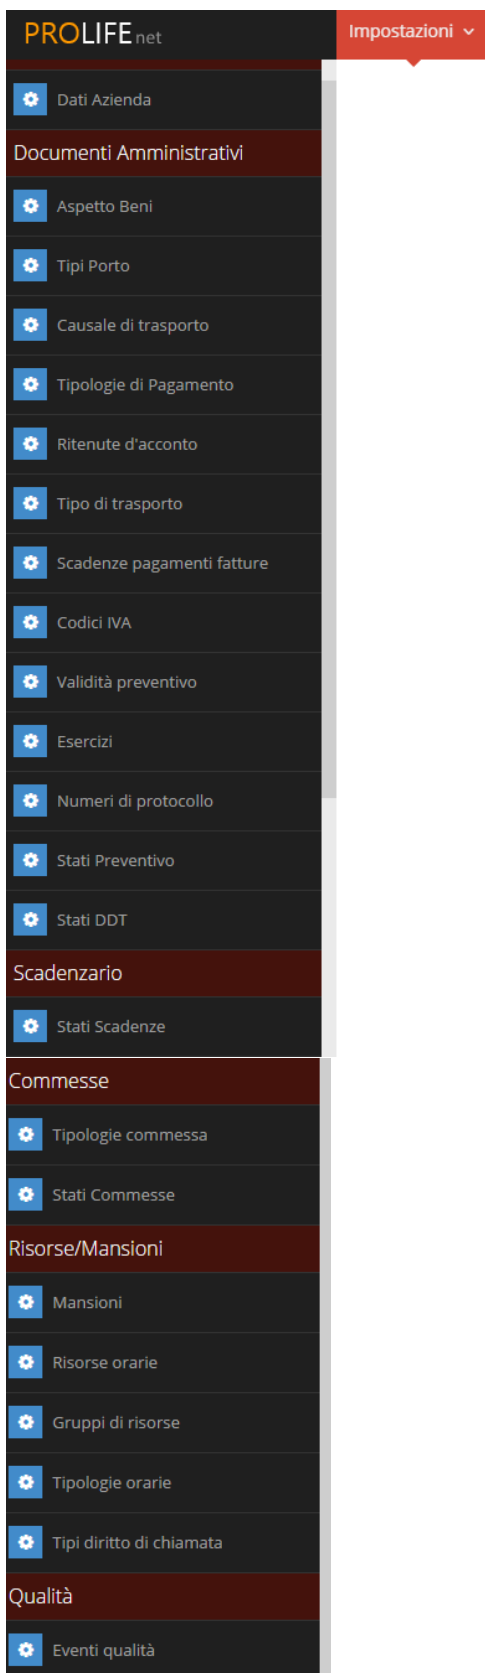 PROLIFE net
Impostazioni
Dati Azienda
Documenti Amministrativi
Aspetto Beni
Tipi Porto
Causale di trasporto
Tipologie di Pagamento
Ritenute d'acconto
Tipo di trasporto
Scadenze pagamenti fatture
Codici IVA
Validità preventivo
Esercizi
Numeri di protocollo
Stati Preventivo
Stati DDT
Scadenzario
Stati Scadenze
Commesse
Tipologie commessa
Stati Commesse
Risorse/Mansioni
Mansioni
Risorse orarie
Gruppi di risorse
Tipologie orarie
Tipi diritto di chiamata
Qualità
Eventi qualità